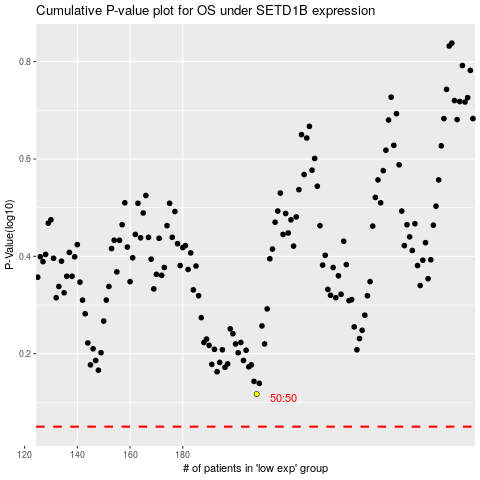 Cumulative P-value plot for OS under SETD1B expression
P-Value(log10)
0.8
0.6
0.4
0.2
50:50
120 140 160 180
# of patients in 'low exp' group